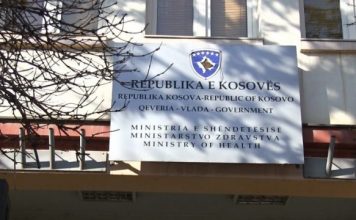 REPUBLIKA E KOSOVËS
REPUBLIKA KOSOVA-REPUBLIC OF KOSOVO
QEVERIA - VLADA - GOVERNMENT
MINISTRIA E SHËNDETËSISË
MINISTARSTVO ZDRAVSTVA
MINISTRY OF HEALTH